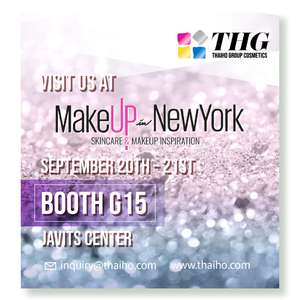 THG
THAIHO GROUP COSMETICS
VISIT US AT
MakeUp in NewYork
SKINCARE & MAKEUP INSPIRATION
SEPTEMBER 20TH - 21ST
BOOTH G15
JAVITS CENTER
inquiry@thaiho.com www.thaiho.com